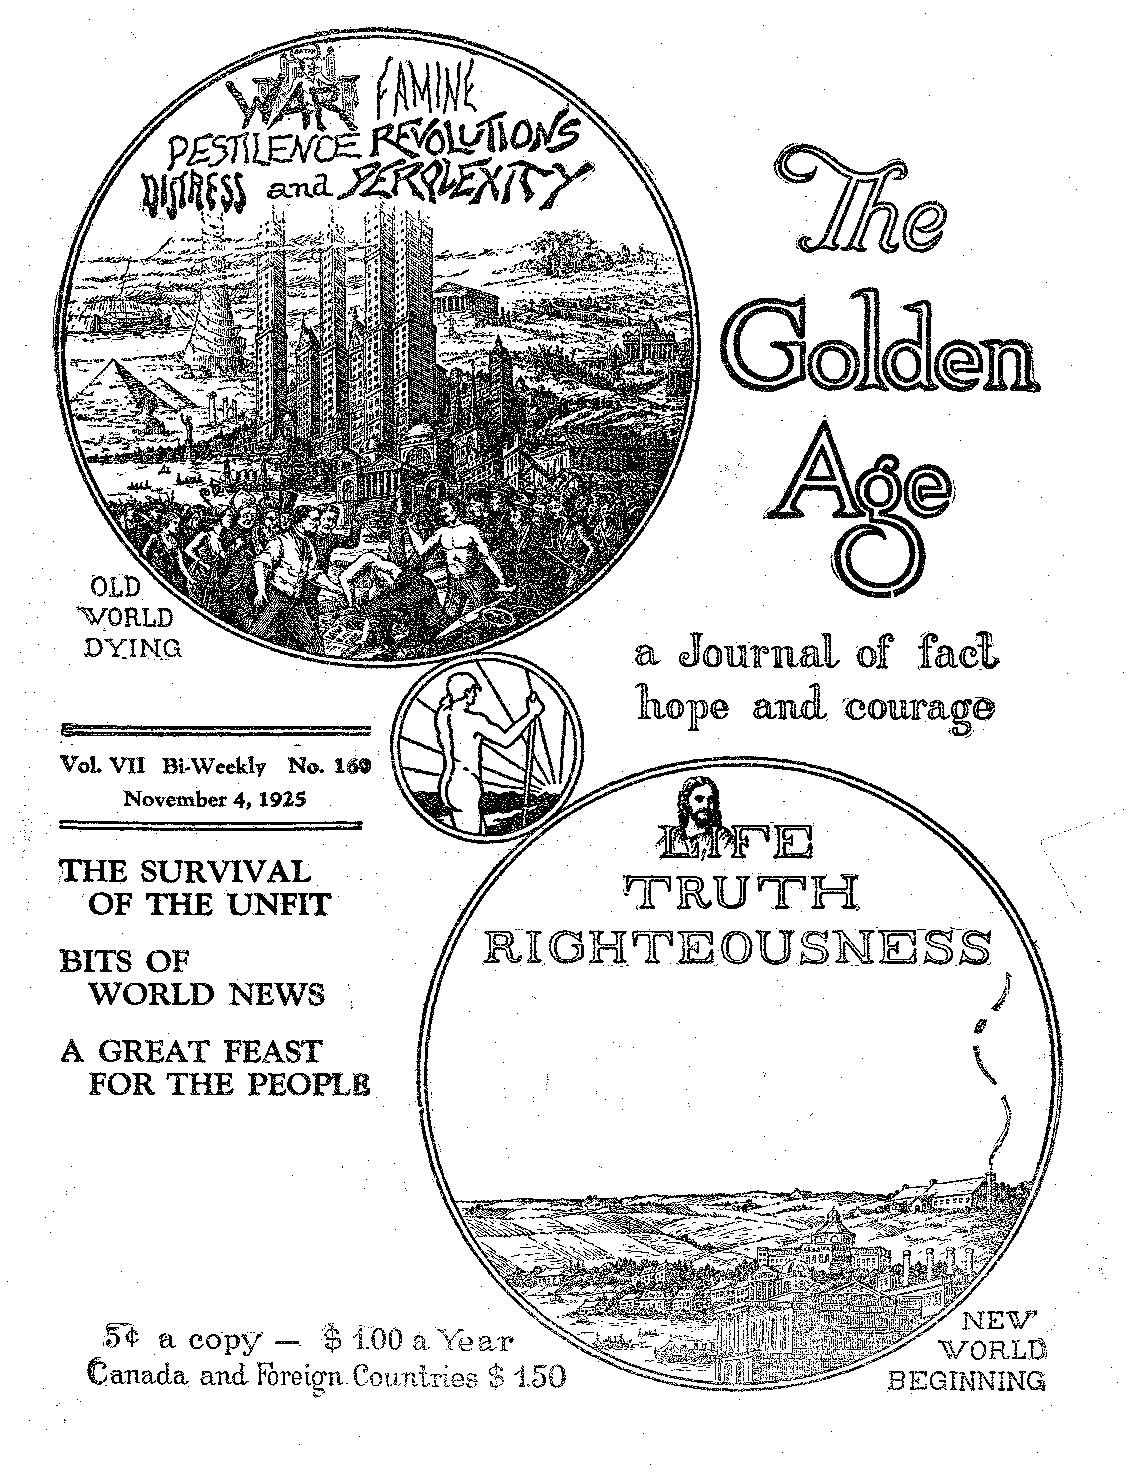 WAR FAMINE
PESTILENCE REVOLUTIONS
DISTRESS and PERPLEXITY
The
Golden
Age
OLD
WORLD
DYING
a Journal of fact
hope and courage
Vol. VII Bi-Weekly No. 160
November 4, 1925
THE SURVIVAL
OF THE UNFIT
BITS OF
WORLD NEWS
A GREAT FEAST
FOR THE PEOPLE
LIFE
TRUTH
RIGHTEOUSNESS
5¢ a copy — $ 1.00 a Year
Canada and Foreign Countries $ 1.50
NEW
WORLD
BEGINNING